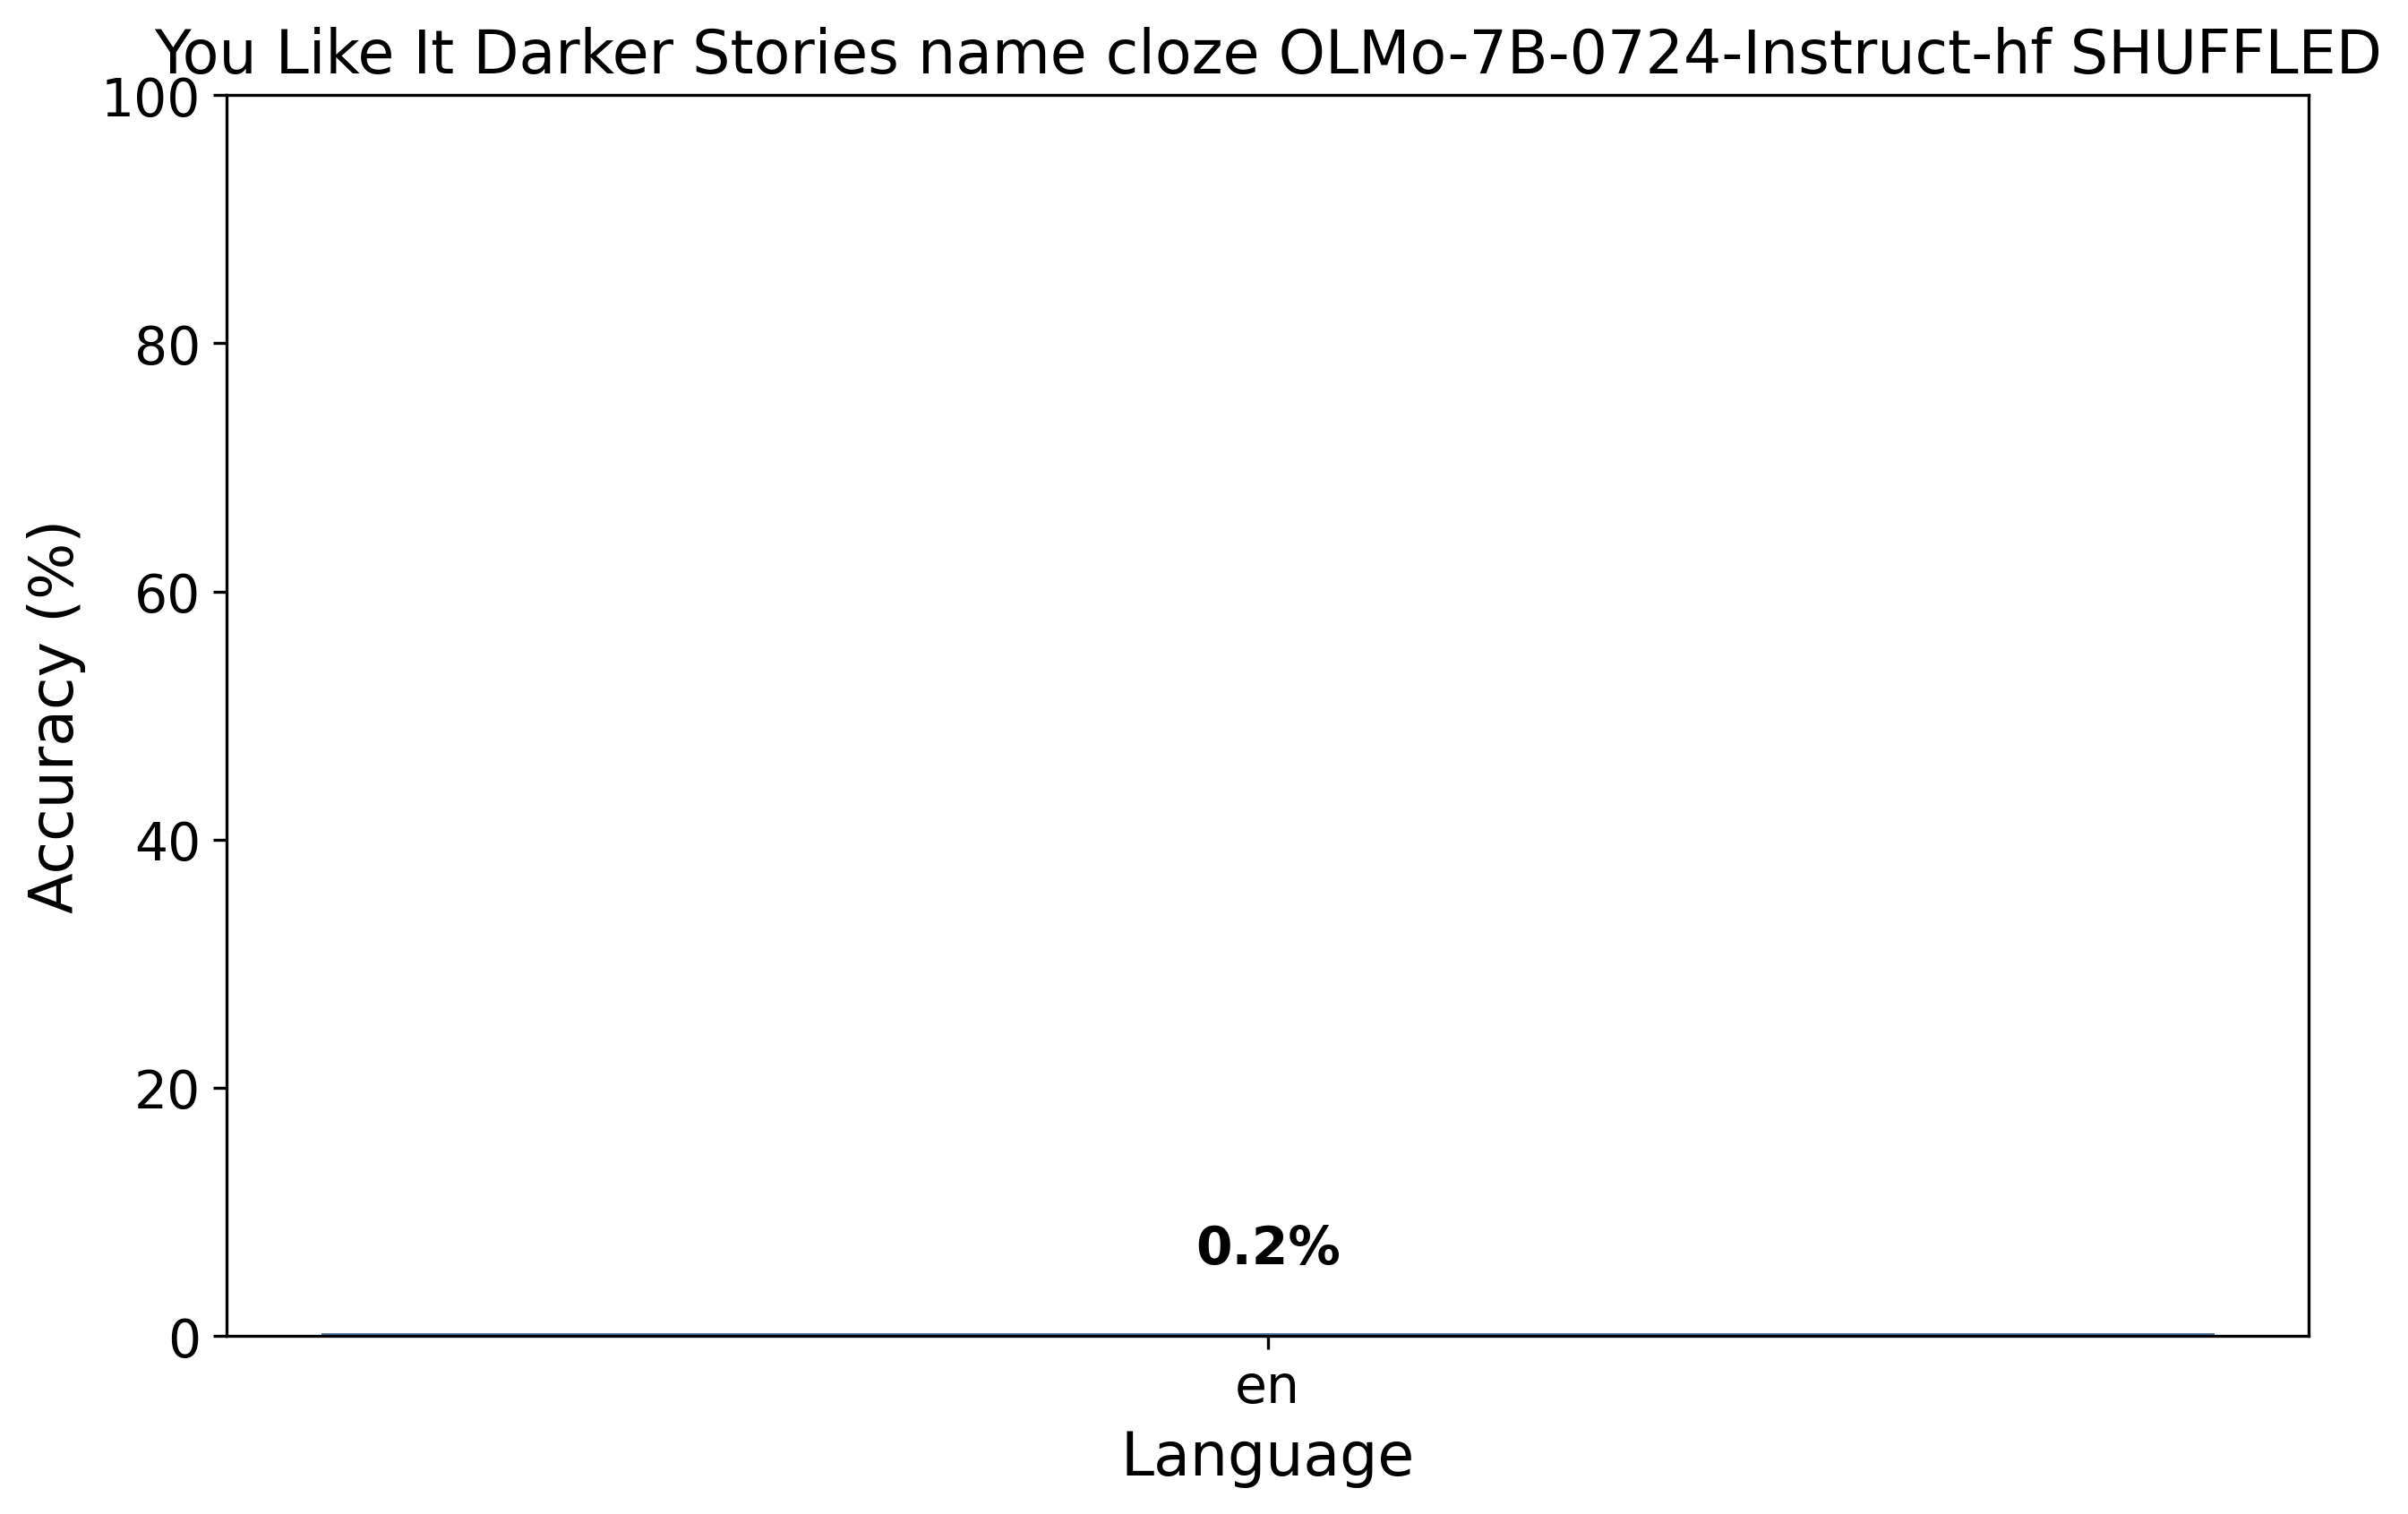 You Like It Darker Stories name cloze OLMo-7B-0724-Instruct-hf SHUFFLED
100
80
60
40
20
0
Accuracy (%)
0.2%
en
Language